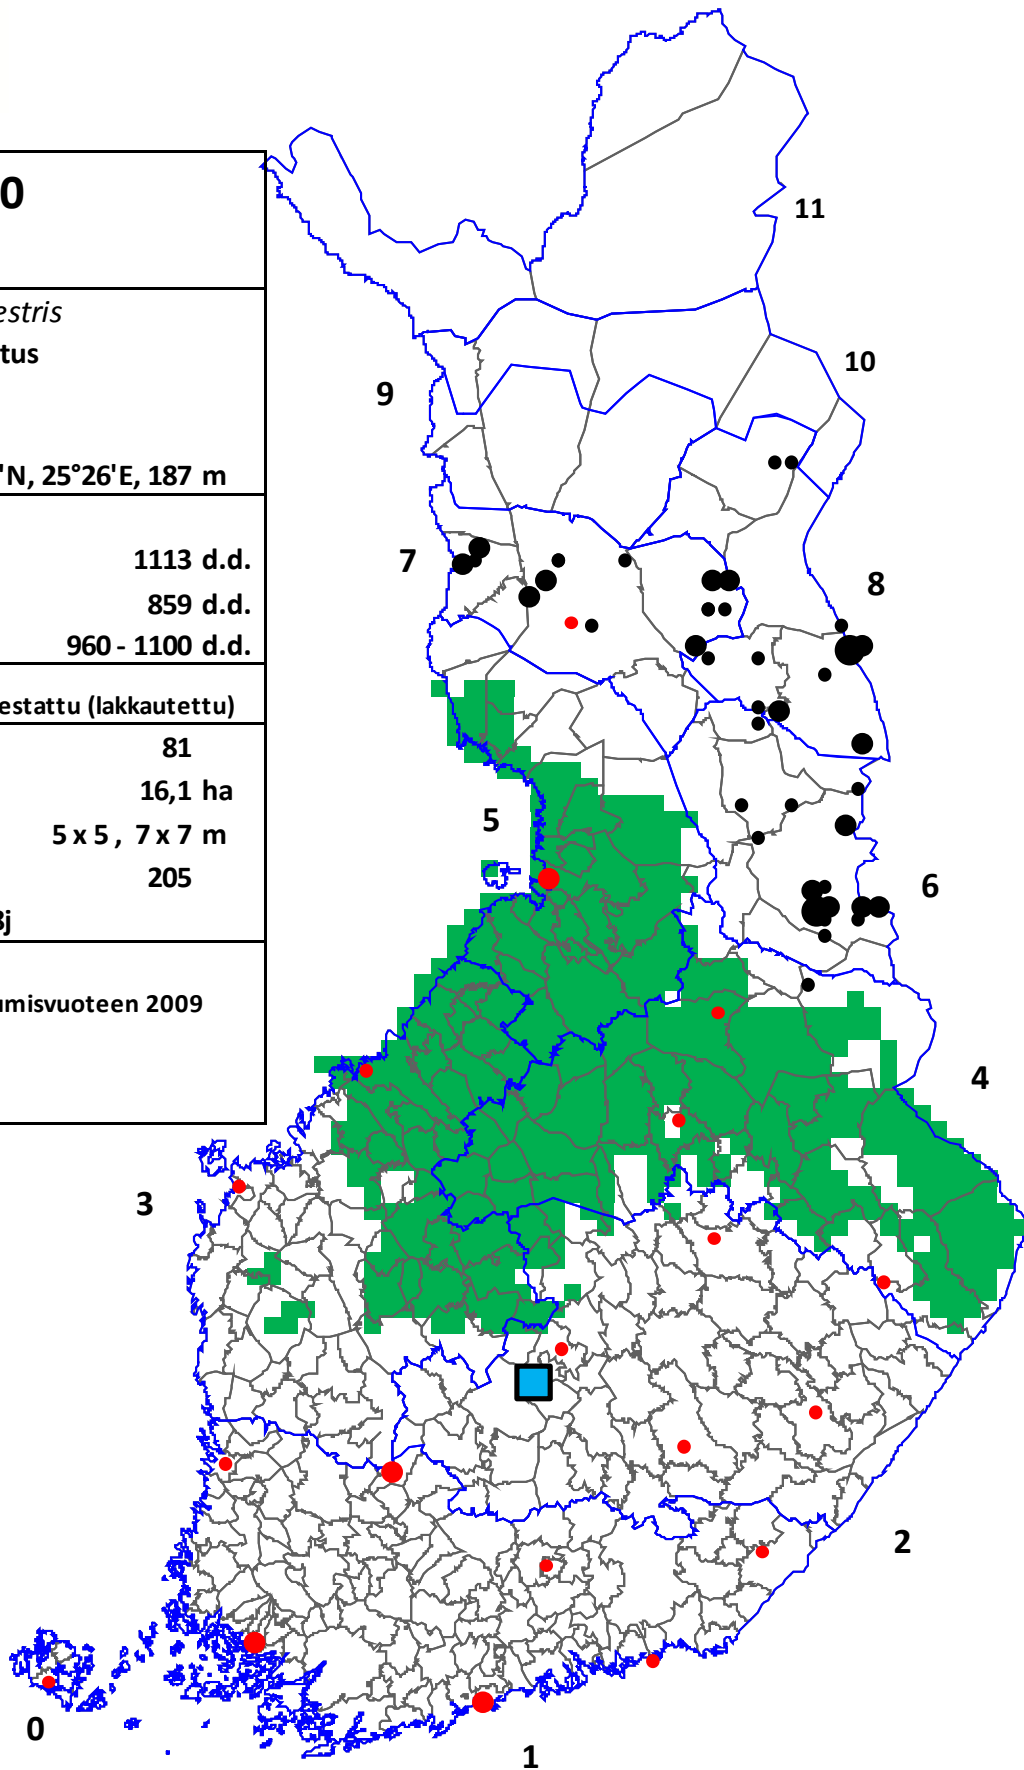 0
estris
tus
'N, 25°26'E, 187 m
1113 d.d.
859 d.d.
960 - 1100 d.d.
estattu (lakkautettu)
81
16,1 ha
5 x 5 , 7 x 7 m
205
3j
umisvuoteen 2009
11
10
9
8
7
6
5
4
3
2
1
0